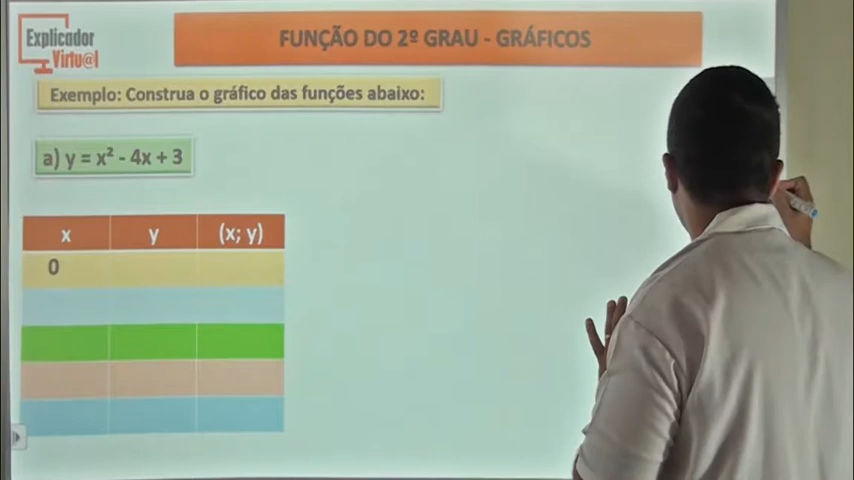 Explicador
Virtu@l
FUNÇÃO DO 2º GRAU - GRÁFICOS
Exemplo: Construa o gráfico das funções abaixo:
a) y = x² - 4x + 3
x y (x; y)
0